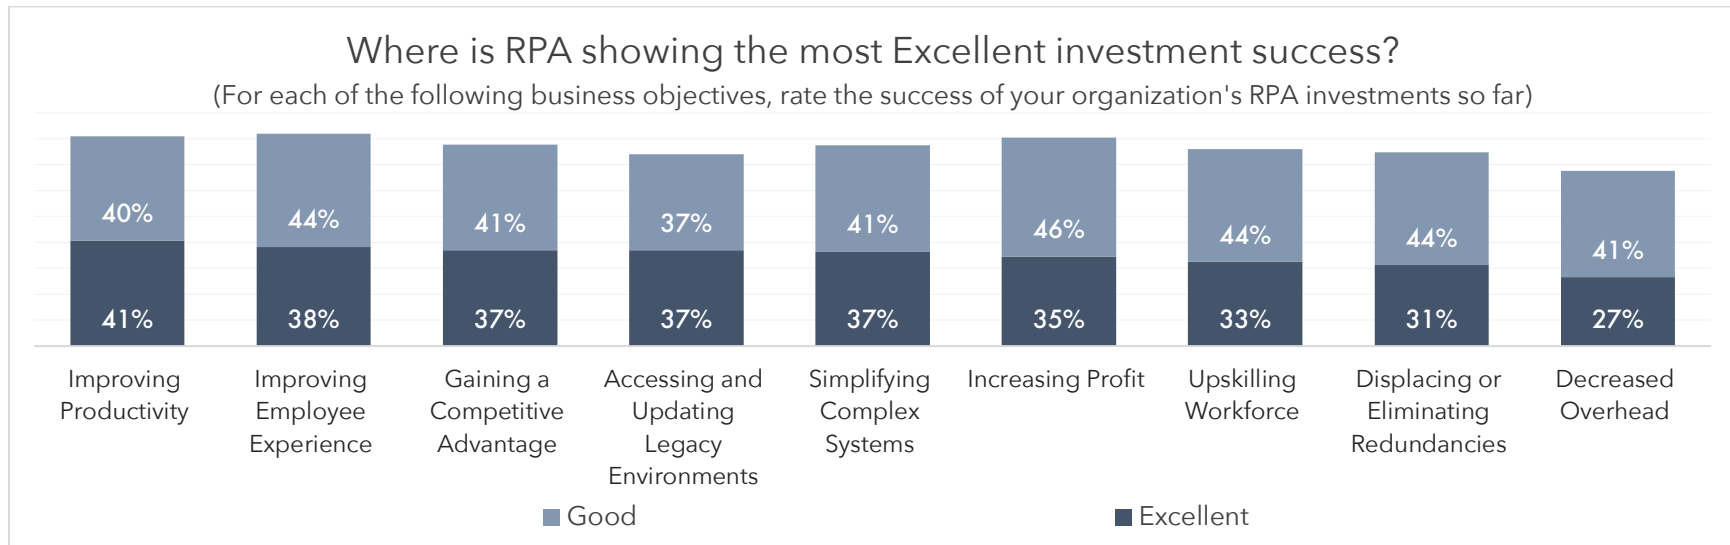 Where is RPA showing the most Excellent investment success?
(For each of the following business objectives, rate the success of your organization's RPA investments so far)
40%
44%
41%
37%
41%
46%
44%
44%
41%
41%
38%
37%
37%
37%
35%
33%
31%
27%
Improving
Productivity
Improving
Employee
Experience
Gaining a
Competitive
Advantage
Accessing and
Updating
Legacy
Environments
Simplifying
Complex
Systems
Increasing Profit
Upskilling
Workforce
Displacing or
Eliminating
Redundancies
Decreased
Overhead
Good
Excellent